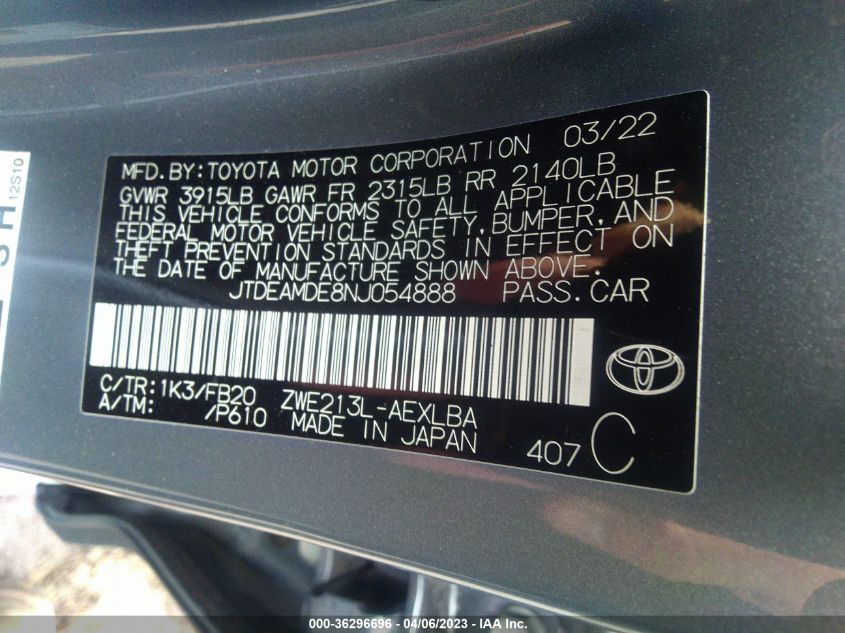 12S10
03/22
MFD. BY: TOYOTA MOTOR CORPORATION
GVWR 3915LB GAWR FR 2315LB RR 2140LB
THIS VEHICLE CONFORMS TO ALL APPLICABLE
FEDERAL MOTOR VEHICLE SAFETY, BUMPER, AND
THEFT PREVENTION STANDARDS IN EFFECT ON
THE DATE OF MANUFACTURE SHOWN ABOVE.
JTDEAMDE8NJ054888 PASS. CAR
C/TR: 1K3/FB20 ZWE213L-AEXLBA
A/TM: /P610 MADE IN JAPAN
407 C
000-36296696 - 04/06/2023 - IAA Inc.